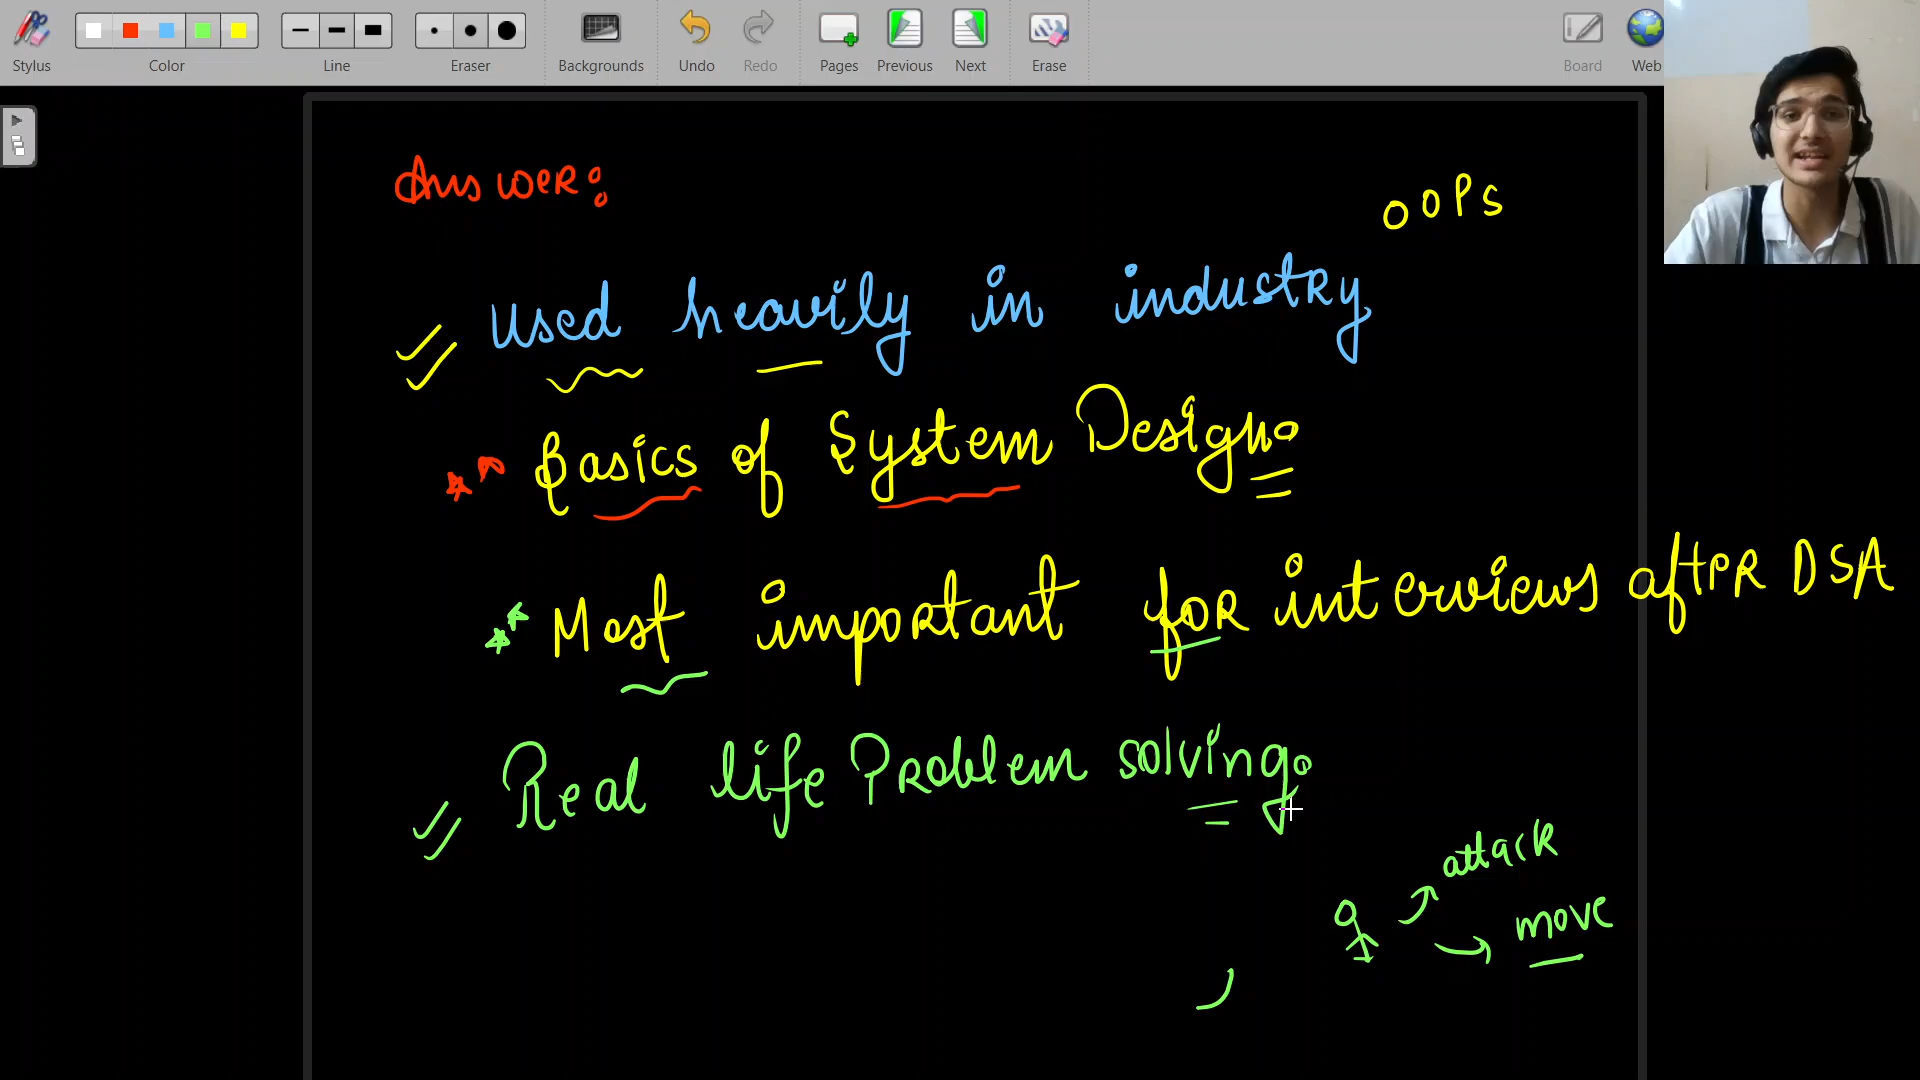 Stylus
Color
Line
Eraser
Backgrounds
Undo
Redo
Pages
Previous
Next
Erase
Board
Web
Answer:
OOPS
Used heavily in industry
Basics of System Design.
Most important for interviews after DSA
Real life Problem solving.
attack
move